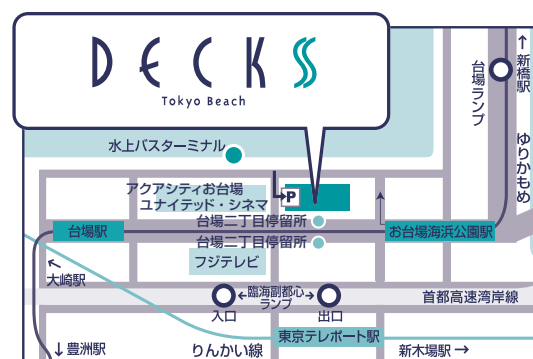 DECKS
Tokyo Beach
↑新橋駅
台場ランプ
ゆりかもめ
水上バスターミナル
アクアシティお台場
ユナイテッド・シネマ
P
台場二丁目停留所
台場駅
お台場海浜公園駅
台場二丁目停留所
フジテレビ
大崎駅
←臨海副都心→
ランプ
首都高速湾岸線
入口
出口
東京テレポート駅
↓豊洲駅
りんかい線
新木場駅→